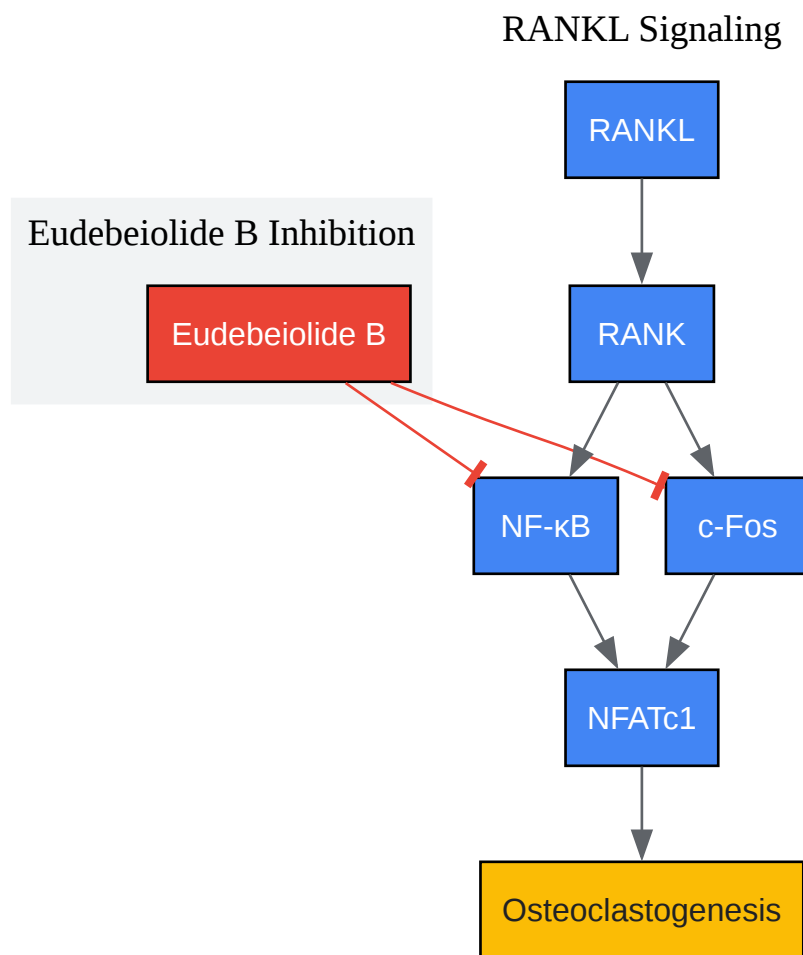 RANKL Signaling
RANKL
Eudebeiolide B Inhibition
Eudebeiolide B
RANK
NF-κB
c-Fos
NFATc1
Osteoclastogenesis